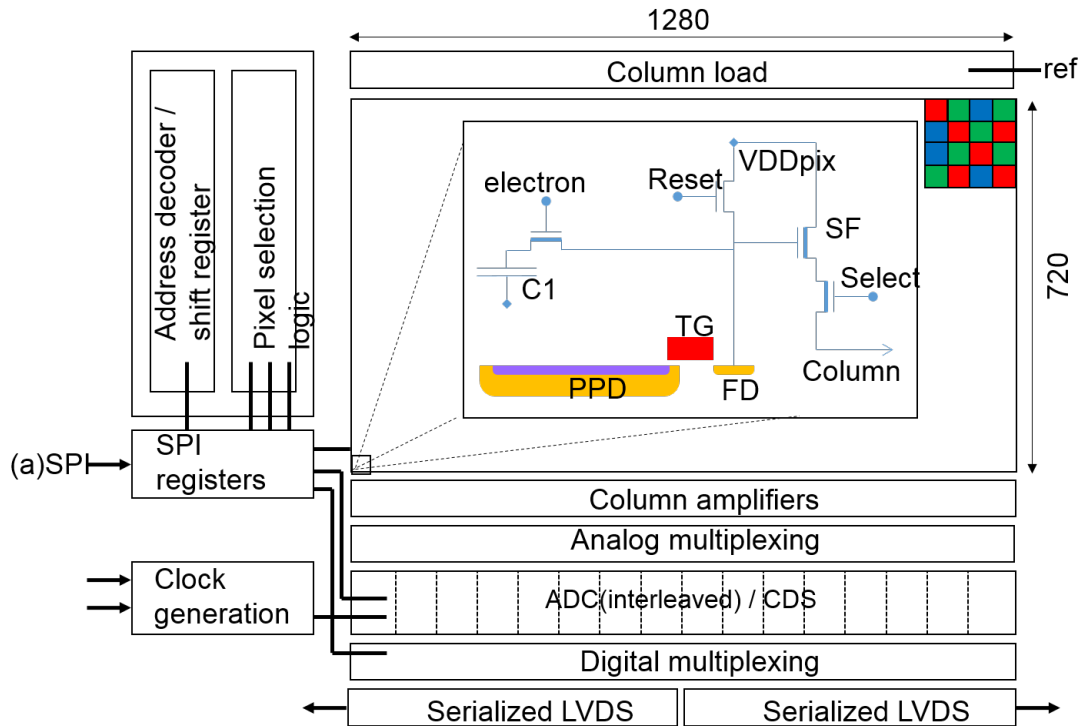 1280
Column load
ref
Address decoder /
shift register
Pixel selection
logic
electron
Reset
VDDpix
SF
C1
Select
TG
PPD
FD
Column
720
(a)SPI
SPI
registers
Column amplifiers
Analog multiplexing
Clock
generation
ADC(interleaved) / CDS
Digital multiplexing
Serialized LVDS
Serialized LVDS